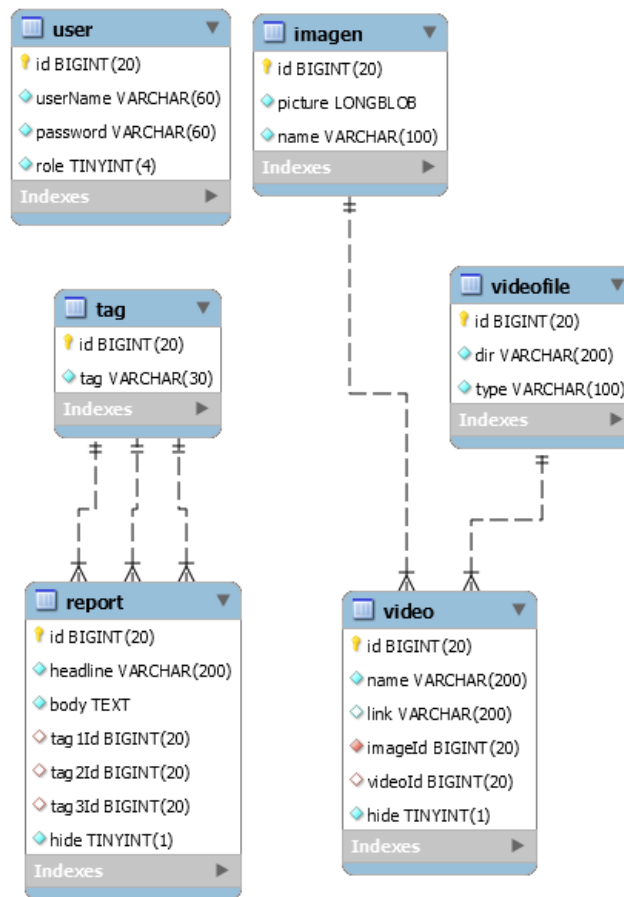 user
id BIGINT(20)
userName VARCHAR(60)
password VARCHAR(60)
role TINYINT(4)
Indexes
imagen
id BIGINT(20)
picture LONGBLOB
name VARCHAR(100)
Indexes
tag
id BIGINT(20)
tag VARCHAR(30)
Indexes
videofile
id BIGINT(20)
dir VARCHAR(200)
type VARCHAR(100)
Indexes
report
id BIGINT(20)
headline VARCHAR(200)
body TEXT
tag1Id BIGINT(20)
tag2Id BIGINT(20)
tag3Id BIGINT(20)
hide TINYINT(1)
Indexes
video
id BIGINT(20)
name VARCHAR(200)
link VARCHAR(200)
imageId BIGINT(20)
videoId BIGINT(20)
hide TINYINT(1)
Indexes